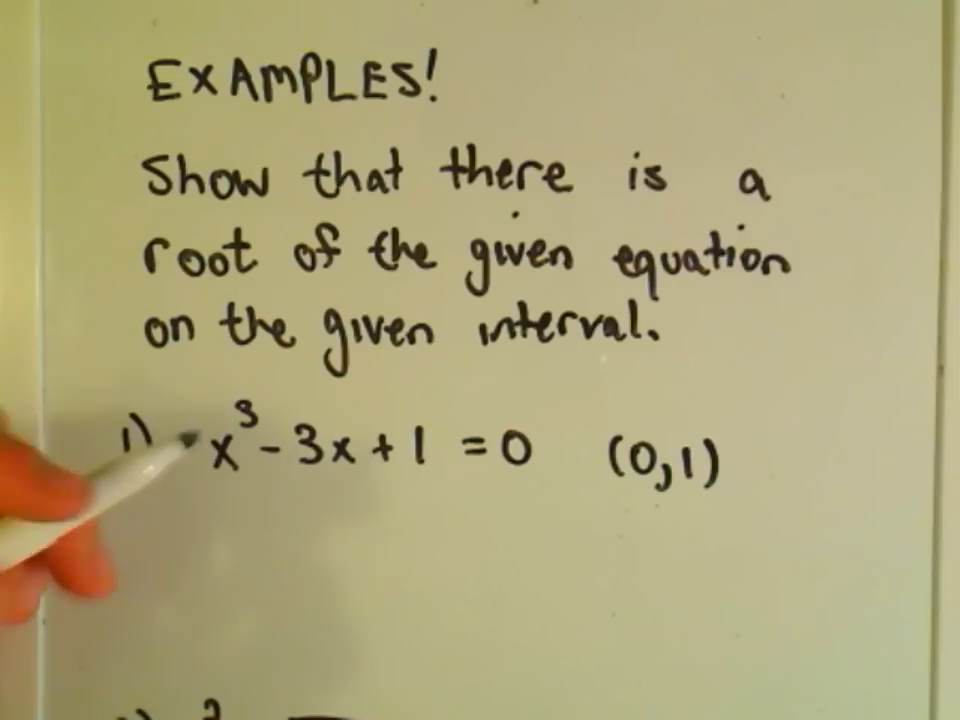 EXAMPLES!
Show that there is a
root of the given equation
on the given interval.
1) x³ - 3x + 1 = 0 (0,1)